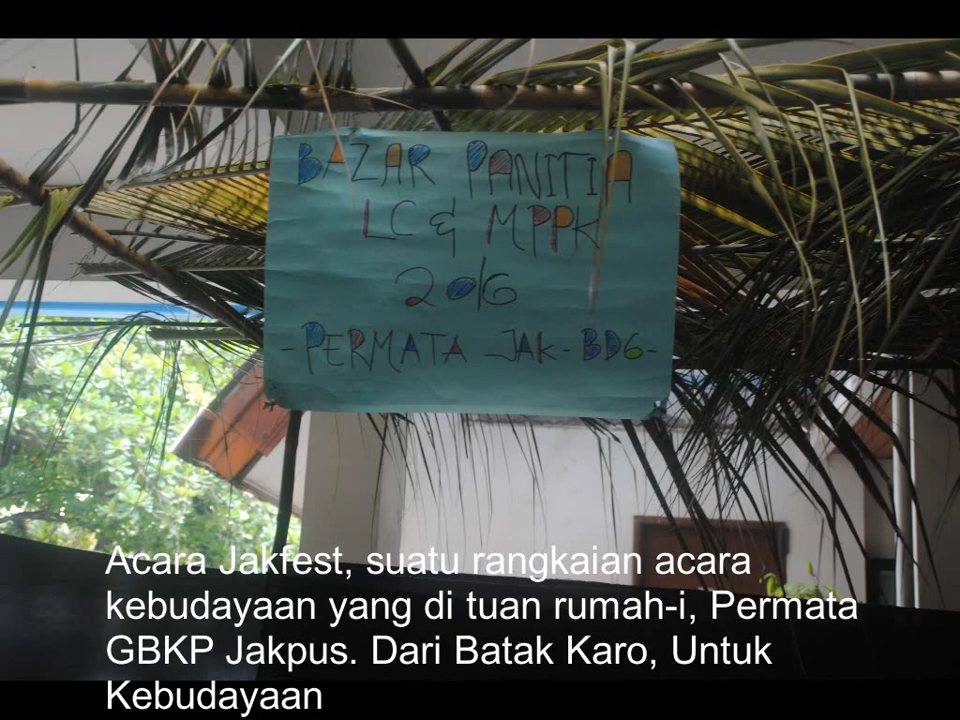 BAZAR PANITIA
LC & MPPK
2016
- PERMATA JAK - BDG -
Acara Jakfest, suatu rangkaian acara
kebudayaan yang di tuan rumah-i, Permata
GBKP Jakpus. Dari Batak Karo, Untuk
Kebudayaan